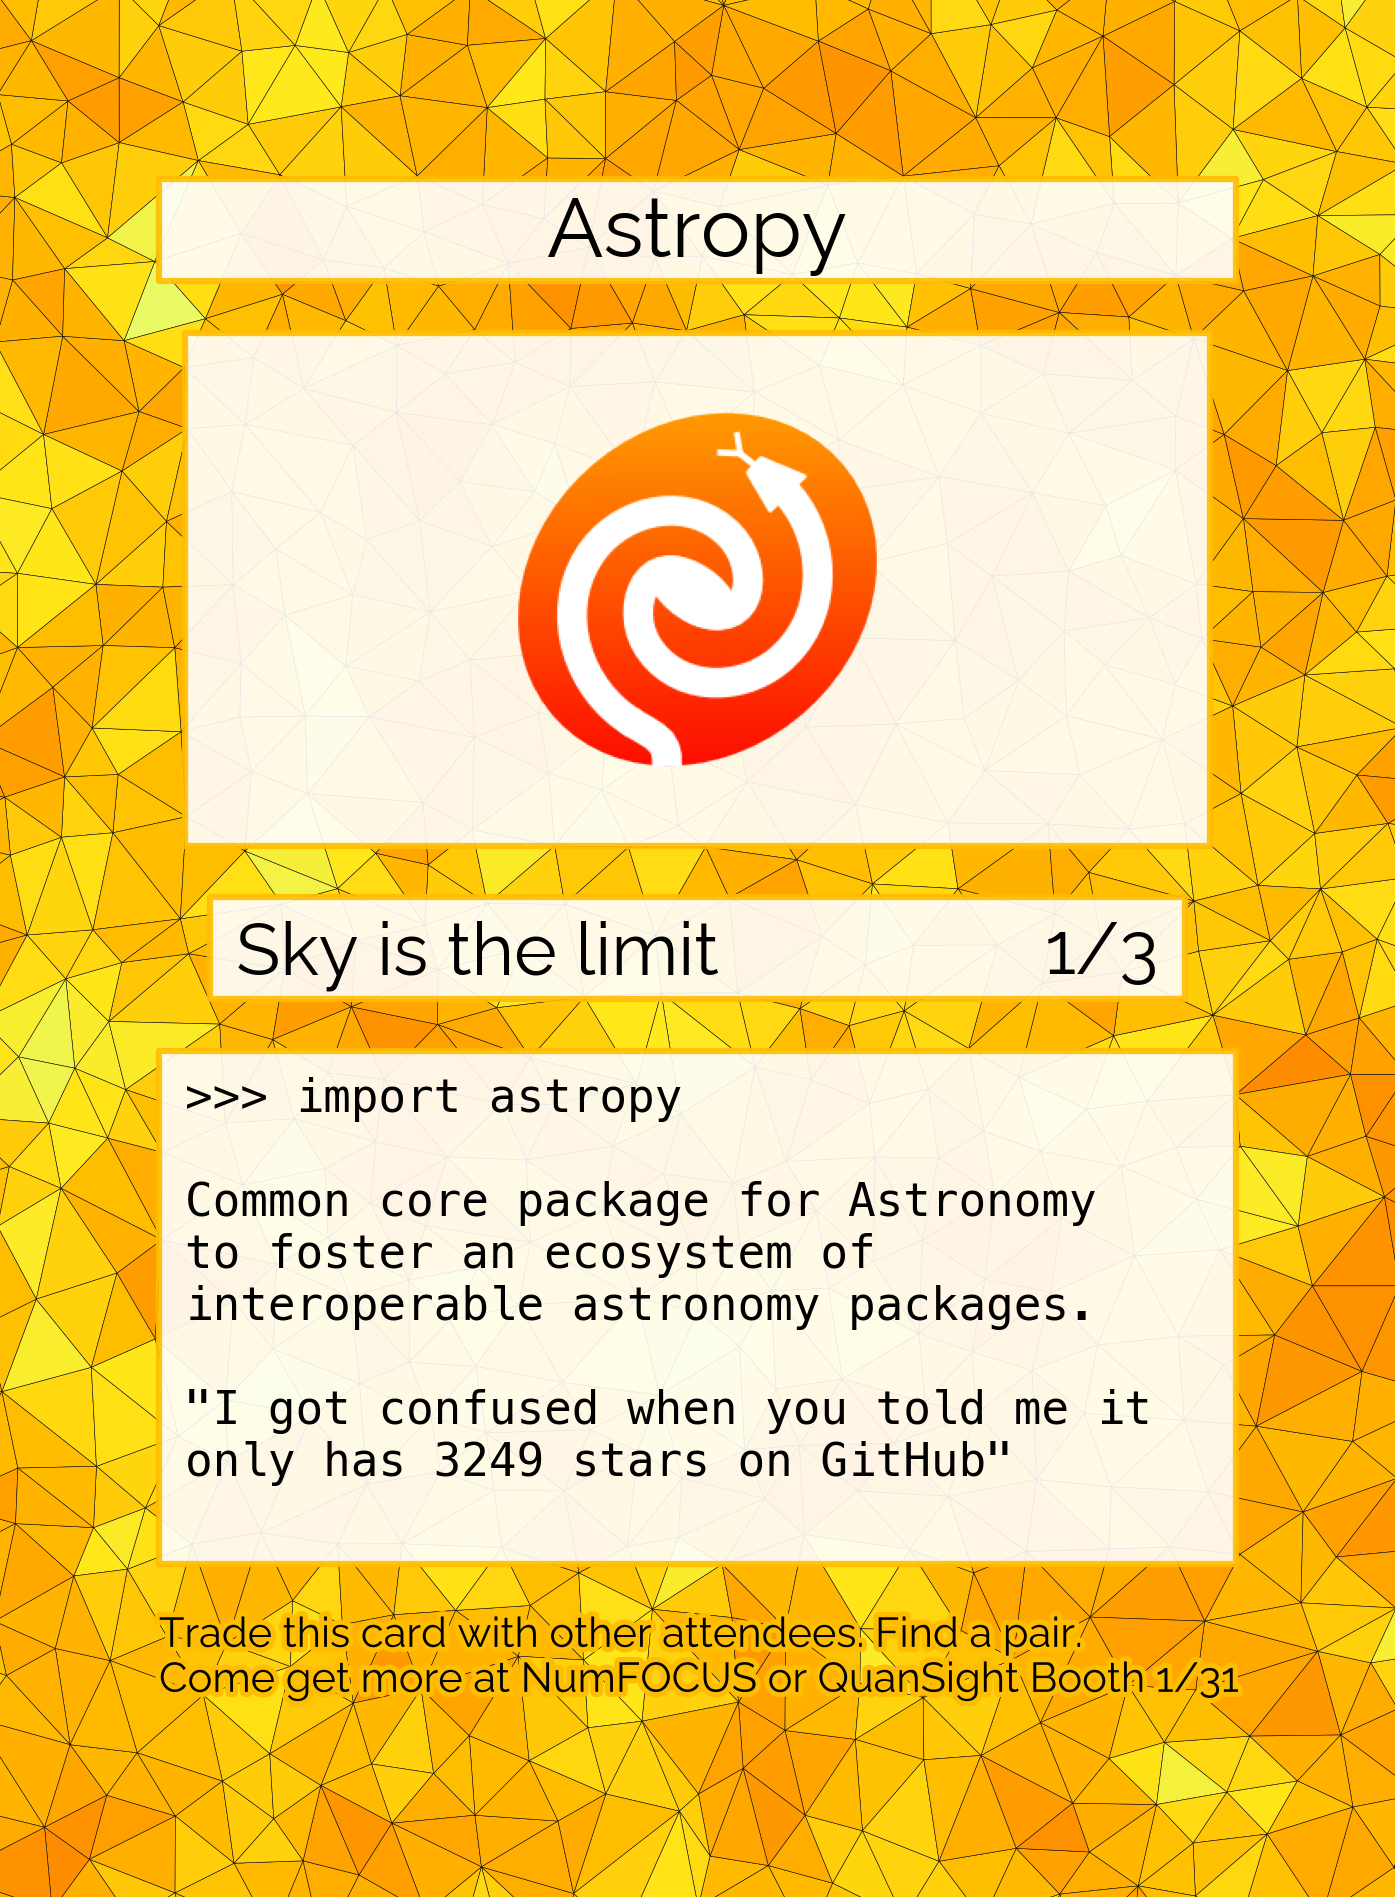 Astropy
Sky is the limit 1/3
>>> import astropy
Common core package for Astronomy
to foster an ecosystem of
interoperable astronomy packages.
"I got confused when you told me it
only has 3249 stars on GitHub"
Trade this card with other attendees. Find a pair.
Come get more at NumFOCUS or QuanSight Booth 1/31